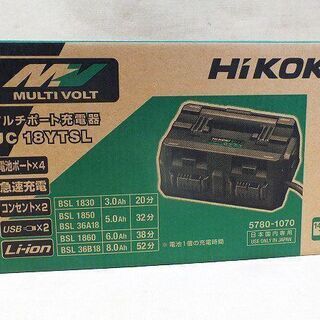 MV
MULTI VOLT
HiKOKI
マルチポート充電器
UC 18YTSL
電池ポート×4
急速充電
コンセント×2
USB ×2
Li-ion
BSL 1830 3.0Ah 20分
BSL 1850
BSL 36A18 5.0Ah 32分
BSL 1860 6.0Ah 38分
BSL 36B18 8.0Ah 52分
※電池1個の充電時間
5780-1070
日本国内専用
USE ONLY IN JAPAN